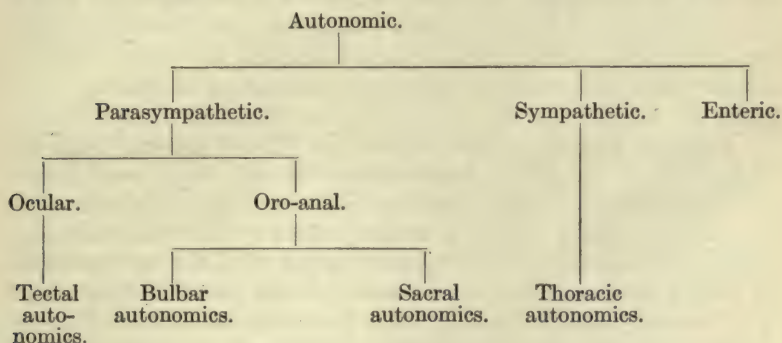 Autonomic.
Parasympathetic. Sympathetic. Enteric.
Ocular. Oro-anal.
Tectal Bulbar Sacral Thoracic
auto- autonomics. autonomics. autonomics.
nomics.